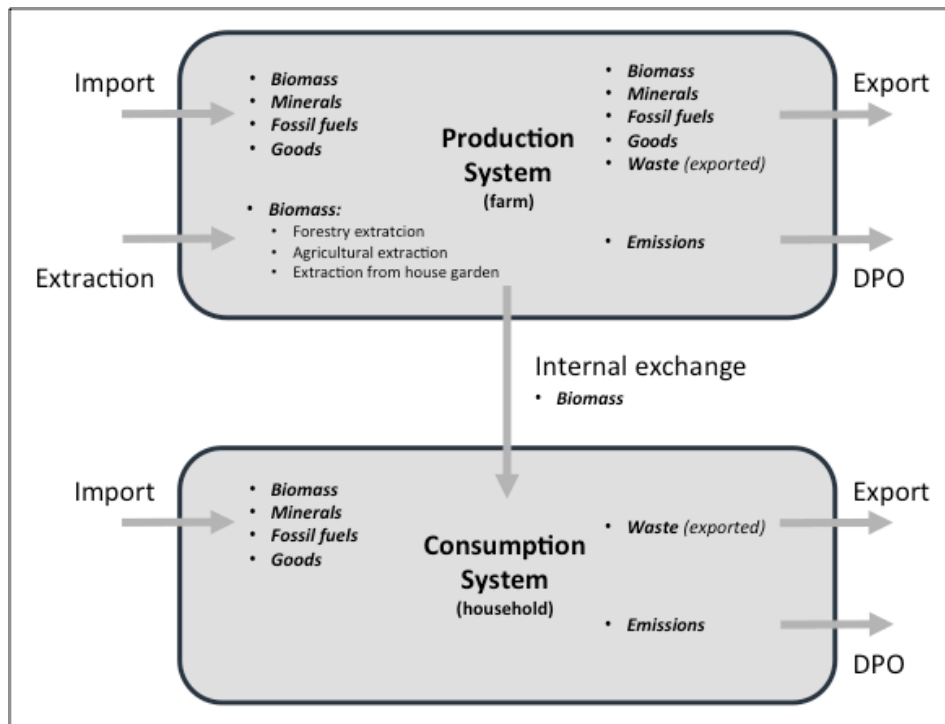 Import
• Biomass
• Minerals
• Fossil fuels
• Goods
• Biomass:
• Forestry extratcion
• Agricultural extraction
• Extraction from house garden
Extraction
Production
System
(farm)
• Biomass
• Minerals
• Fossil fuels
• Goods
• Waste (exported)
Export
• Emissions
DPO
Internal exchange
• Biomass
Import
• Biomass
• Minerals
• Fossil fuels
• Goods
Consumption
System
(household)
• Waste (exported)
Export
• Emissions
DPO